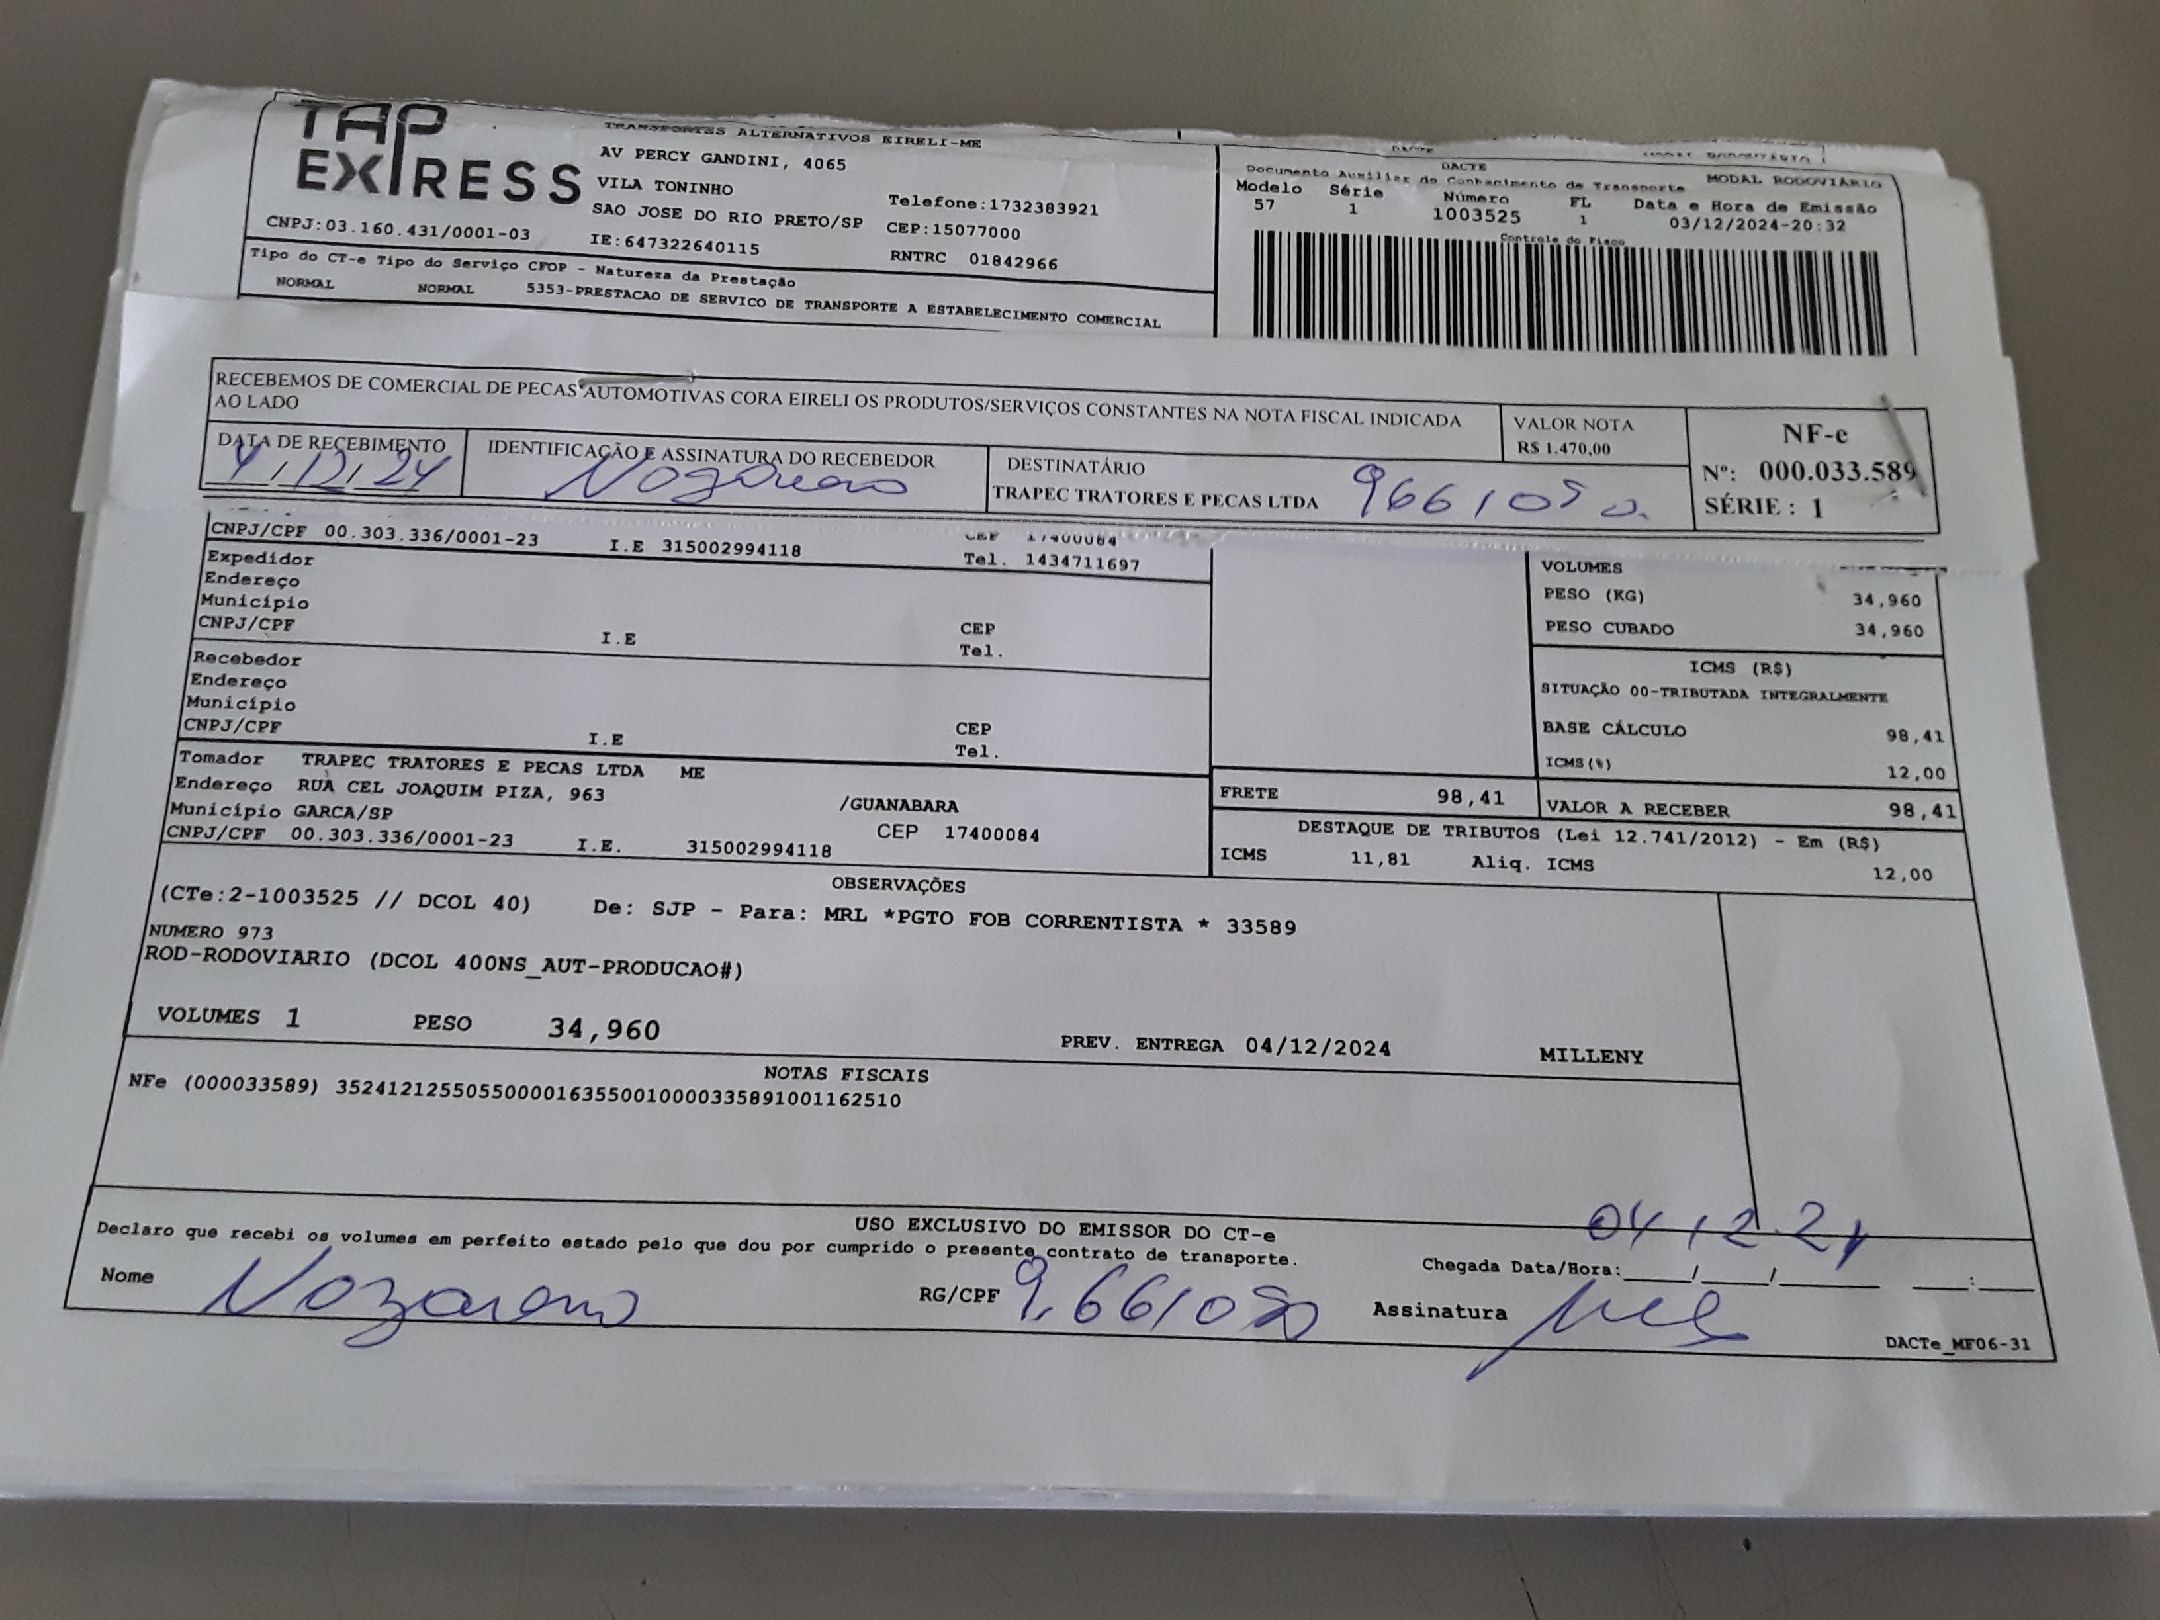 TAP
EXPRESS
TRANSPORTES ALTERNATIVOS EIRELI-ME
AV PERCY GANDINI, 4065
VILA TONINHO
SAO JOSE DO RIO PRETO/SP
Telefone:1732383921
CEP:15077000
CNPJ:03.160.431/0001-03
IE:647322640115
RNTRC 01842966
Tipo do CT-e Tipo do Serviço CFOP - Natureza da Prestação
NORMAL NORMAL 5353-PRESTACAO DE SERVICO DE TRANSPORTE A ESTABELECIMENTO COMERCIAL
DACTE
DACTE
MODAL RODOVIÁRIO
Documento Auxiliar do Conhecimento de Transporte
MODAL RODOVIÁRIO
Modelo Série Número FL Data e Hora de Emissão
57 1 1003525 1 03/12/2024-20:32
Controle do Fisco
RECEBEMOS DE COMERCIAL DE PECAS AUTOMOTIVAS CORA EIRELI OS PRODUTOS/SERVIÇOS CONSTANTES NA NOTA FISCAL INDICADA
AO LADO
VALOR NOTA
R$ 1.470,00
NF-e
Nº: 000.033.589
SÉRIE : 1
DATA DE RECEBIMENTO
4/12/24
IDENTIFICAÇÃO E ASSINATURA DO RECEBEDOR
Nozareno
DESTINATÁRIO
TRAPEC TRATORES E PECAS LTDA
CNPJ/CPF 00.303.336/0001-23 I.E 315002994118
CEP 17400084
Tel. 1434711697
Expedidor
Endereço
Município
CNPJ/CPF I.E CEP
Tel.
Recebedor
Endereço
Município
CNPJ/CPF I.E CEP
Tel.
Tomador TRAPEC TRATORES E PECAS LTDA ME
Endereço RUA CEL JOAQUIM PIZA, 963 /GUANABARA
Município GARCA/SP CEP 17400084
CNPJ/CPF 00.303.336/0001-23 I.E. 315002994118
VOLUMES
PESO (KG) 34,960
PESO CUBADO 34,960
ICMS (R$)
SITUAÇÃO 00-TRIBUTADA INTEGRALMENTE
BASE CÁLCULO 98,41
ICMS(%) 12,00
FRETE 98,41 VALOR A RECEBER 98,41
DESTAQUE DE TRIBUTOS (Lei 12.741/2012) - Em (R$)
ICMS 11,81 Aliq. ICMS 12,00
OBSERVAÇÕES
(CTe:2-1003525 // DCOL 40) De: SJP - Para: MRL *PGTO FOB CORRENTISTA * 33589
NUMERO 973
ROD-RODOVIARIO (DCOL 400NS_AUT-PRODUCAO#)
VOLUMES 1 PESO 34,960 PREV. ENTREGA 04/12/2024 MILLENY
NOTAS FISCAIS
NFe (000033589) 35241212550550000163550010000335891001162510
USO EXCLUSIVO DO EMISSOR DO CT-e
Declaro que recebi os volumes em perfeito estado pelo que dou por cumprido o presente contrato de transporte.
04 12 24
Chegada Data/Hora:____/____/______ ___:___
Nome Nozareno RG/CPF Assinatura
DACTe_MF06-31